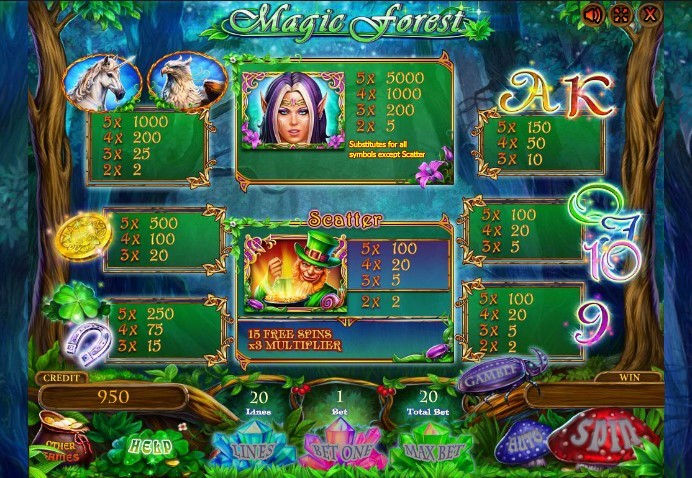 Magic Forest
5x 1000
4x 200
3x 25
2x 2
5x 5000
4x 1000
3x 200
2x 5
Substitutes for all
symbols except Scatter
A K
5x 150
4x 50
3x 10
5x 500
4x 100
3x 20
Scatter
5x 100
4x 20
3x 5
2x 2
15 FREE SPINS
x3 MULTIPLIER
Q J
10
5x 100
4x 20
3x 5
5x 250
4x 75
3x 15
9
5x 100
4x 20
3x 5
2x 2
GAMBLE
CREDIT
950
20
Lines
1
Bet
20
Total Bet
WIN
OTHER
GAMES
HELP
LINES
BET ONE
MAX BET
AUTO
SPIN